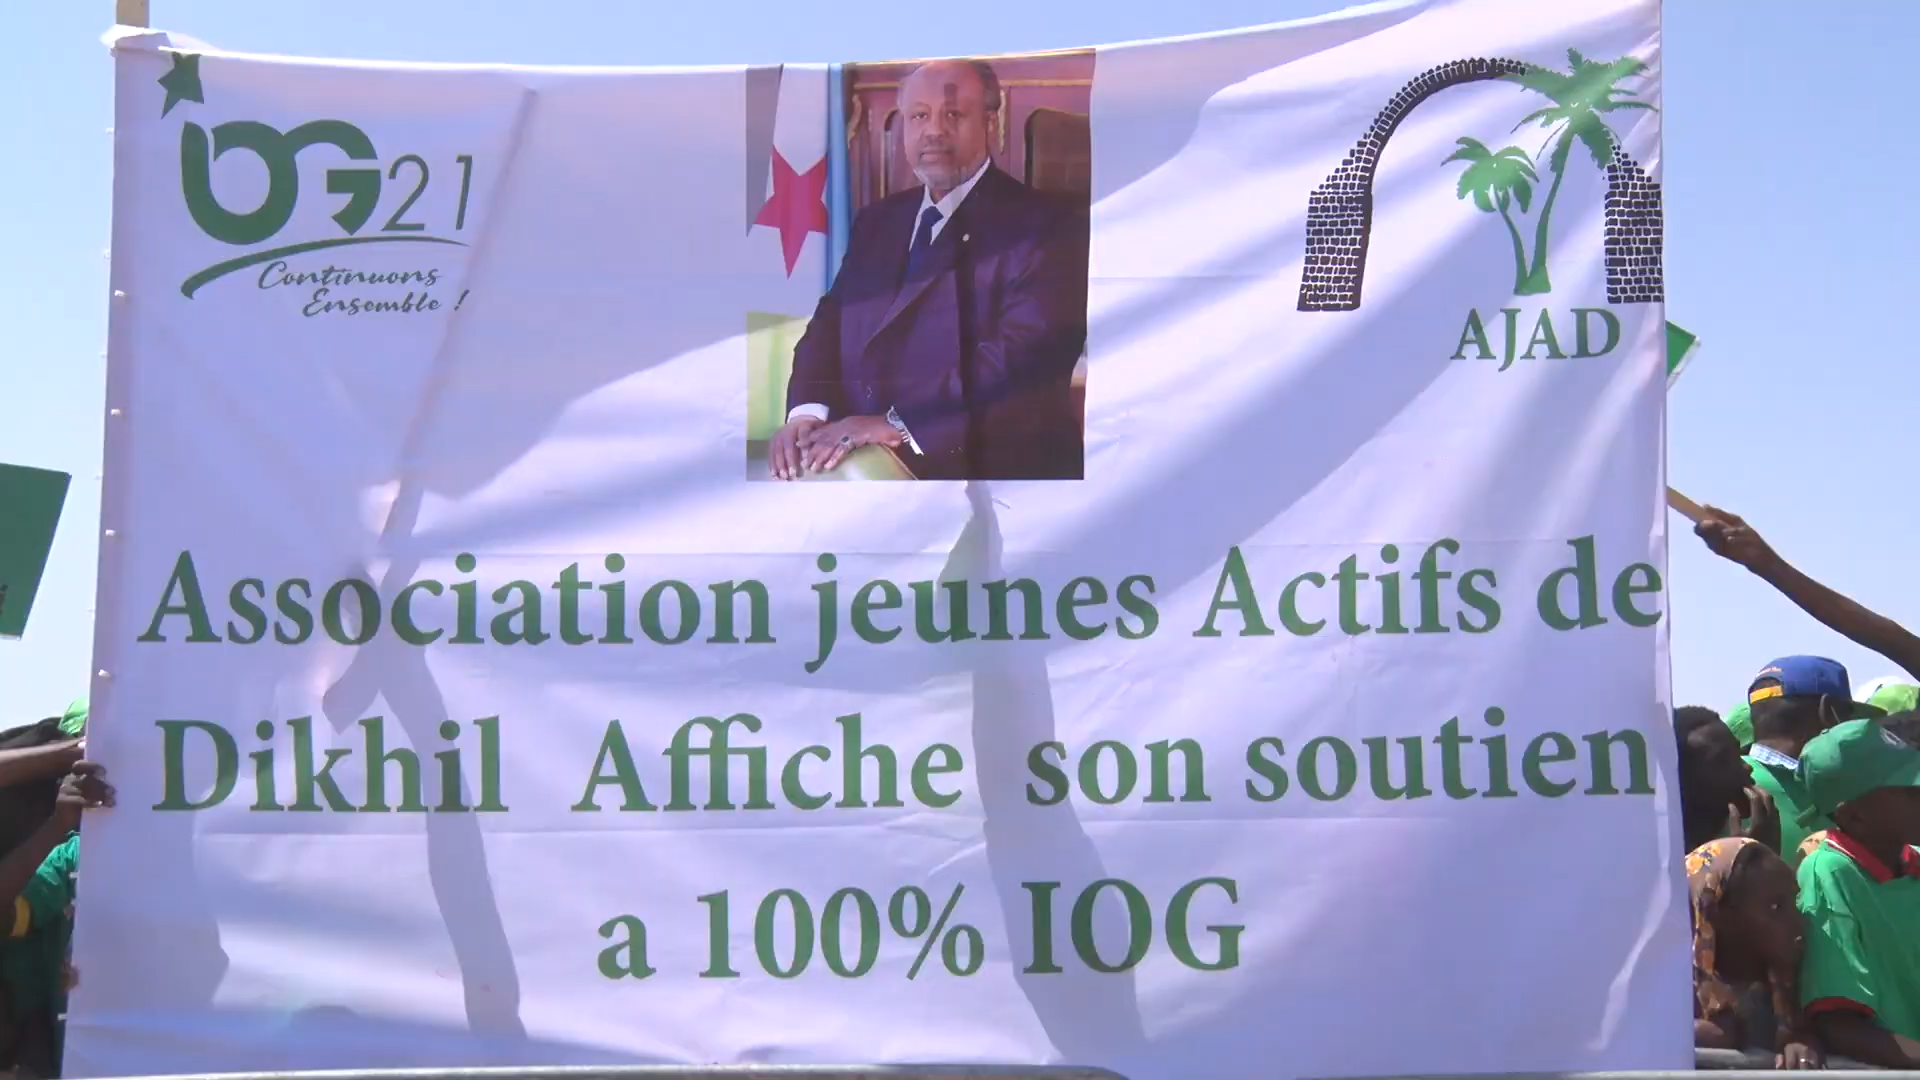 IOG21
Continuons
Ensemble !
AJAD
Association jeunes Actifs de
Dikhil Affiche son soutien
a 100% IOG